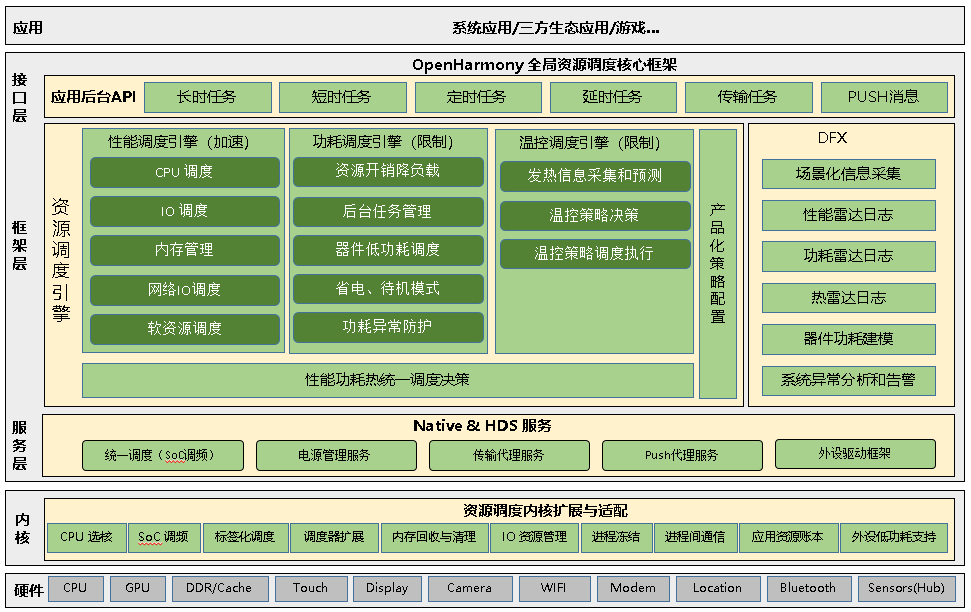 应用
系统应用/三方生态应用/游戏...
接口层
OpenHarmony 全局资源调度核心框架
应用后台API
长时任务
短时任务
定时任务
延时任务
传输任务
PUSH消息
框架层
资源调度引擎
性能调度引擎（加速）
CPU 调度
IO 调度
内存管理
网络IO调度
软资源调度
功耗调度引擎（限制）
资源开销降负载
后台任务管理
器件低功耗调度
省电、待机模式
功耗异常防护
温控调度引擎（限制）
发热信息采集和预测
温控策略决策
温控策略调度执行
产品化策略配置
性能功耗热统一调度决策
DFX
场景化信息采集
性能雷达日志
功耗雷达日志
热雷达日志
器件功耗建模
系统异常分析和告警
服务层
Native & HDS 服务
统一调度（SoC调频）
电源管理服务
传输代理服务
Push代理服务
外设驱动框架
内核
资源调度内核扩展与适配
CPU 选核
SoC 调频
标签化调度
调度器扩展
内存回收与清理
IO 资源管理
进程冻结
进程间通信
应用资源账本
外设低功耗支持
硬件
CPU
GPU
DDR/Cache
Touch
Display
Camera
WIFI
Modem
Location
Bluetooth
Sensors(Hub)